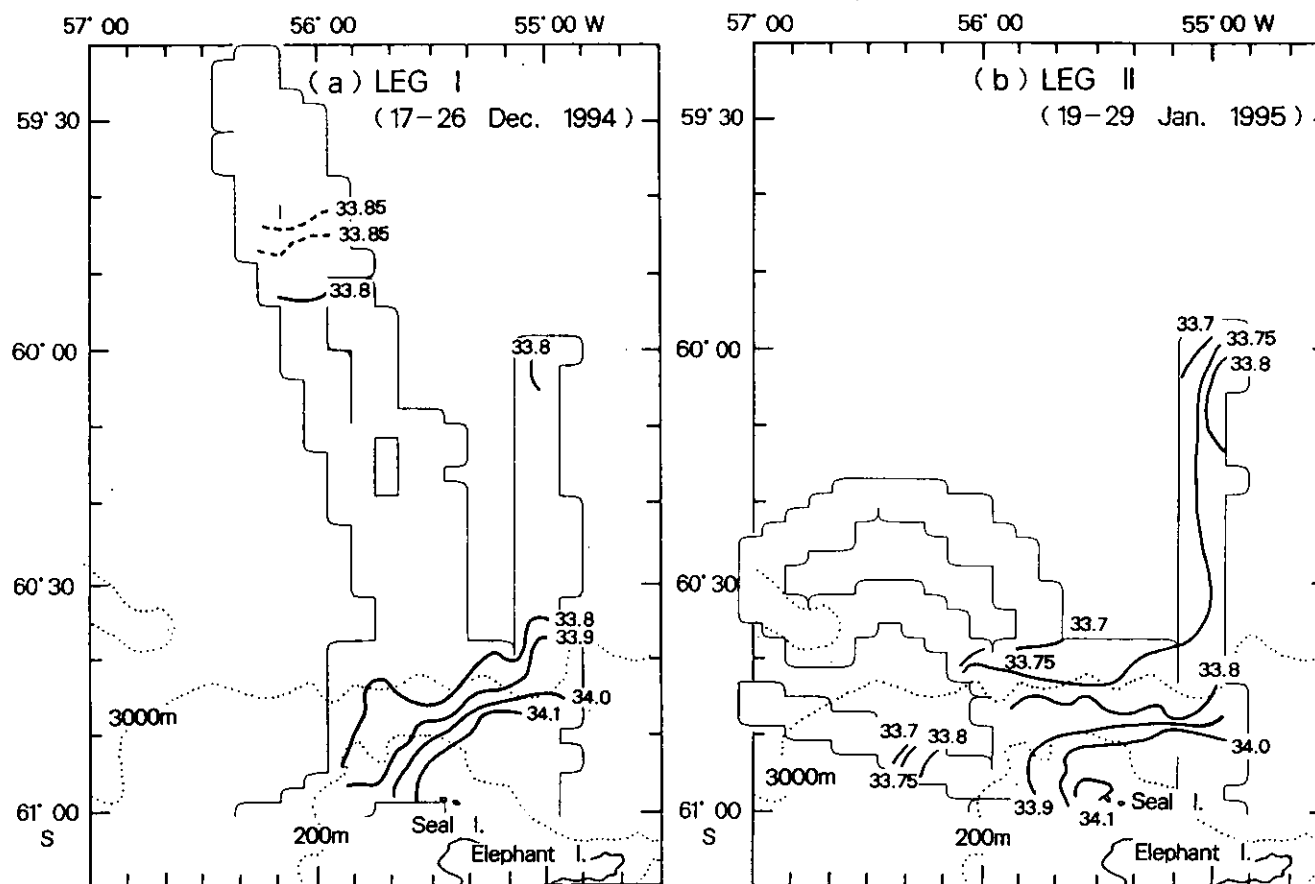 57° 00 56° 00 55° 00 W
(a) LEG I
(17-26 Dec. 1994)
59° 30
33.85
33.85
33.8
60° 00
33.8
60° 30
33.8
33.9
34.0
34.1
3000m
61° 00
S
200m
Seal I.
Elephant I.
56° 00 55° 00 W
(b) LEG II
(19-29 Jan. 1995)
59° 30
33.7
33.75
33.8
60° 00
60° 30
33.7
33.75
33.8
33.7
33.8
33.75
34.0
3000m
33.9
34.1
Seal I.
61° 00
S
200m
Elephant I.